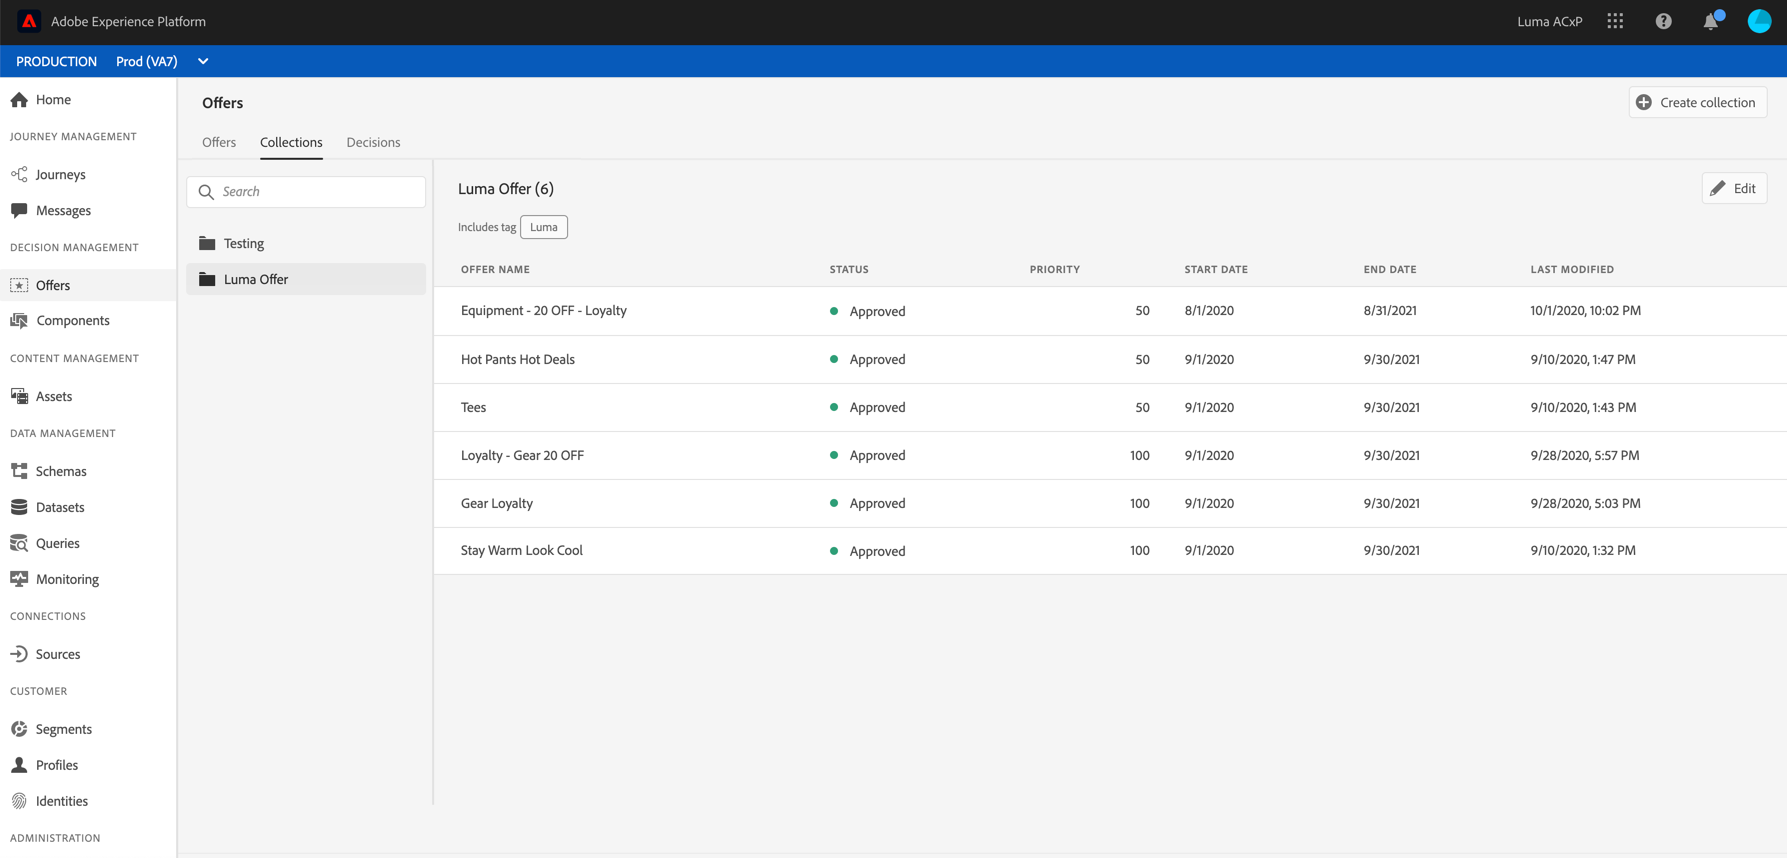 Adobe Experience Platform
Luma ACxP
PRODUCTION Prod (VA7)
Home
JOURNEY MANAGEMENT
Journeys
Messages
DECISION MANAGEMENT
Offers
Components
CONTENT MANAGEMENT
Assets
DATA MANAGEMENT
Schemas
Datasets
Queries
Monitoring
CONNECTIONS
Sources
CUSTOMER
Segments
Profiles
Identities
ADMINISTRATION
Offers
Create collection
Offers Collections Decisions
Search
Testing
Luma Offer
Luma Offer (6)
Edit
Includes tag Luma
OFFER NAME STATUS PRIORITY START DATE END DATE LAST MODIFIED
Equipment - 20 OFF - Loyalty Approved 50 8/1/2020 8/31/2021 10/1/2020, 10:02 PM
Hot Pants Hot Deals Approved 50 9/1/2020 9/30/2021 9/10/2020, 1:47 PM
Tees Approved 50 9/1/2020 9/30/2021 9/10/2020, 1:43 PM
Loyalty - Gear 20 OFF Approved 100 9/1/2020 9/30/2021 9/28/2020, 5:57 PM
Gear Loyalty Approved 100 9/1/2020 9/30/2021 9/28/2020, 5:03 PM
Stay Warm Look Cool Approved 100 9/1/2020 9/30/2021 9/10/2020, 1:32 PM